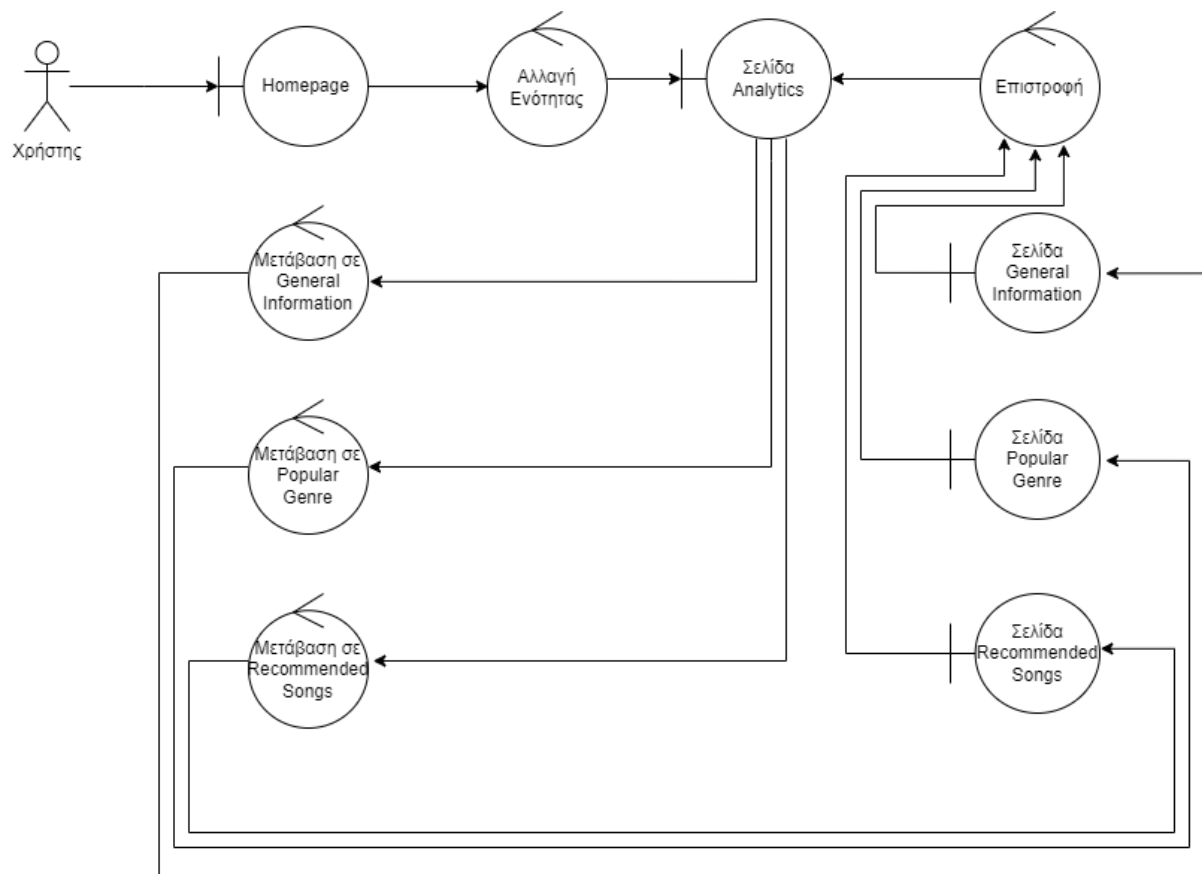 Χρήστης
Homepage
Αλλαγή
Ενότητας
Σελίδα
Analytics
Επιστροφή
Μετάβαση σε
General
Information
Σελίδα
General
Information
Μετάβαση σε
Popular
Genre
Σελίδα
Popular
Genre
Μετάβαση σε
Recommended
Songs
Σελίδα
Recommended
Songs